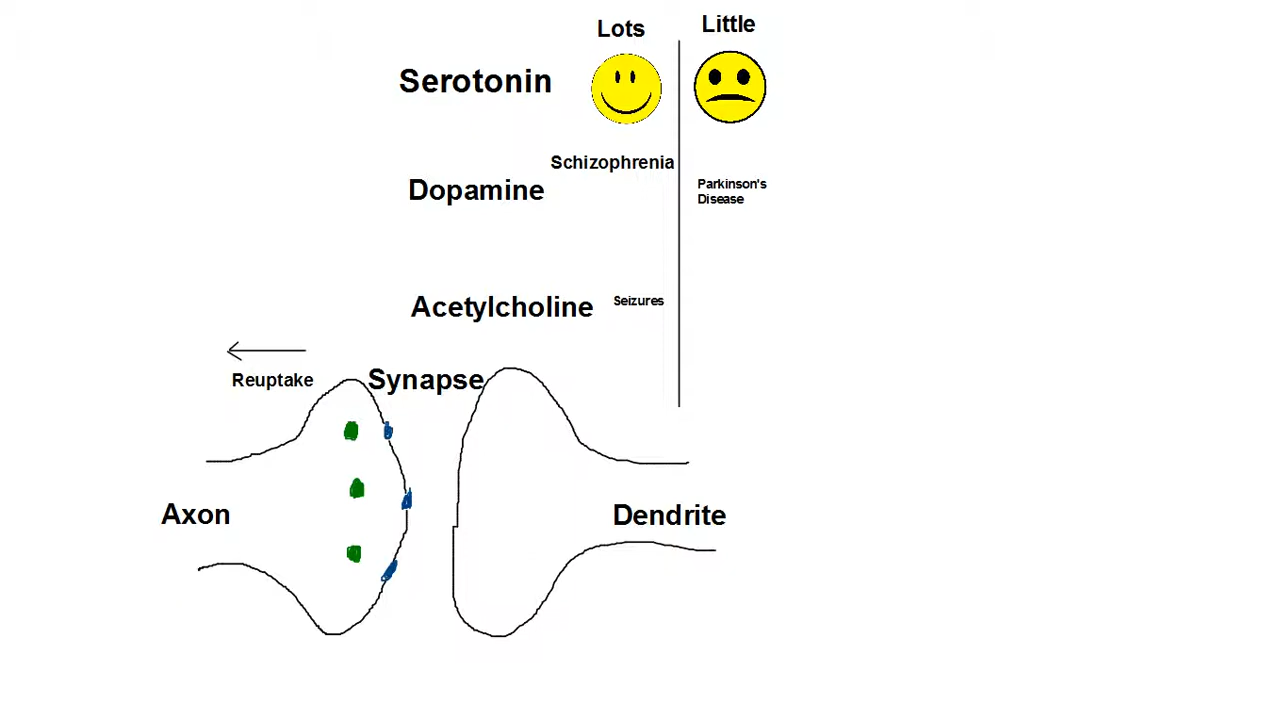 Lots
Little
Serotonin
Schizophrenia
Dopamine
Parkinson's
Disease
Acetylcholine
Seizures
Reuptake
Synapse
Axon
Dendrite